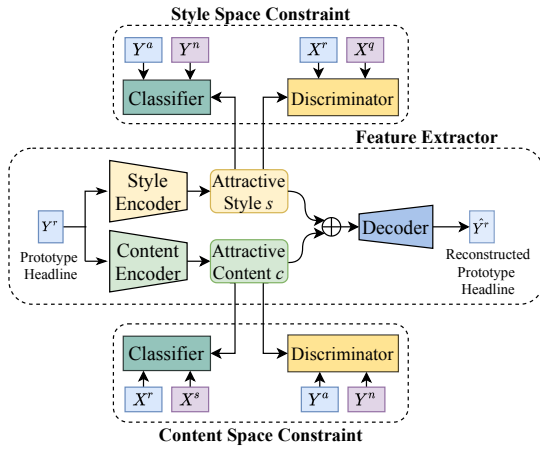 Style Space Constraint
Y^a Y^n X^r X^q
Classifier Discriminator
Feature Extractor
Style
Encoder
Attractive
Style s
Y^r
Prototype
Headline
Content
Encoder
Attractive
Content c
Decoder
Ŷ^r
Reconstructed
Prototype
Headline
Classifier Discriminator
X^r X^s Y^a Y^n
Content Space Constraint